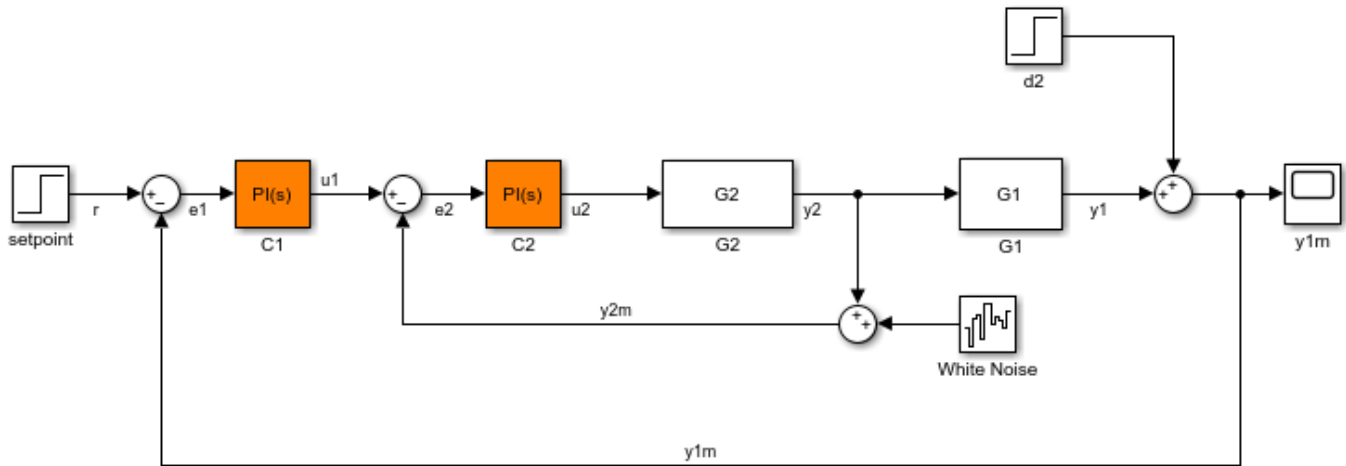 d2
setpoint
r
e1
PI(s)
C1
u1
e2
PI(s)
C2
u2
G2
G2
y2
G1
G1
y1
y1m
y2m
White Noise
y1m